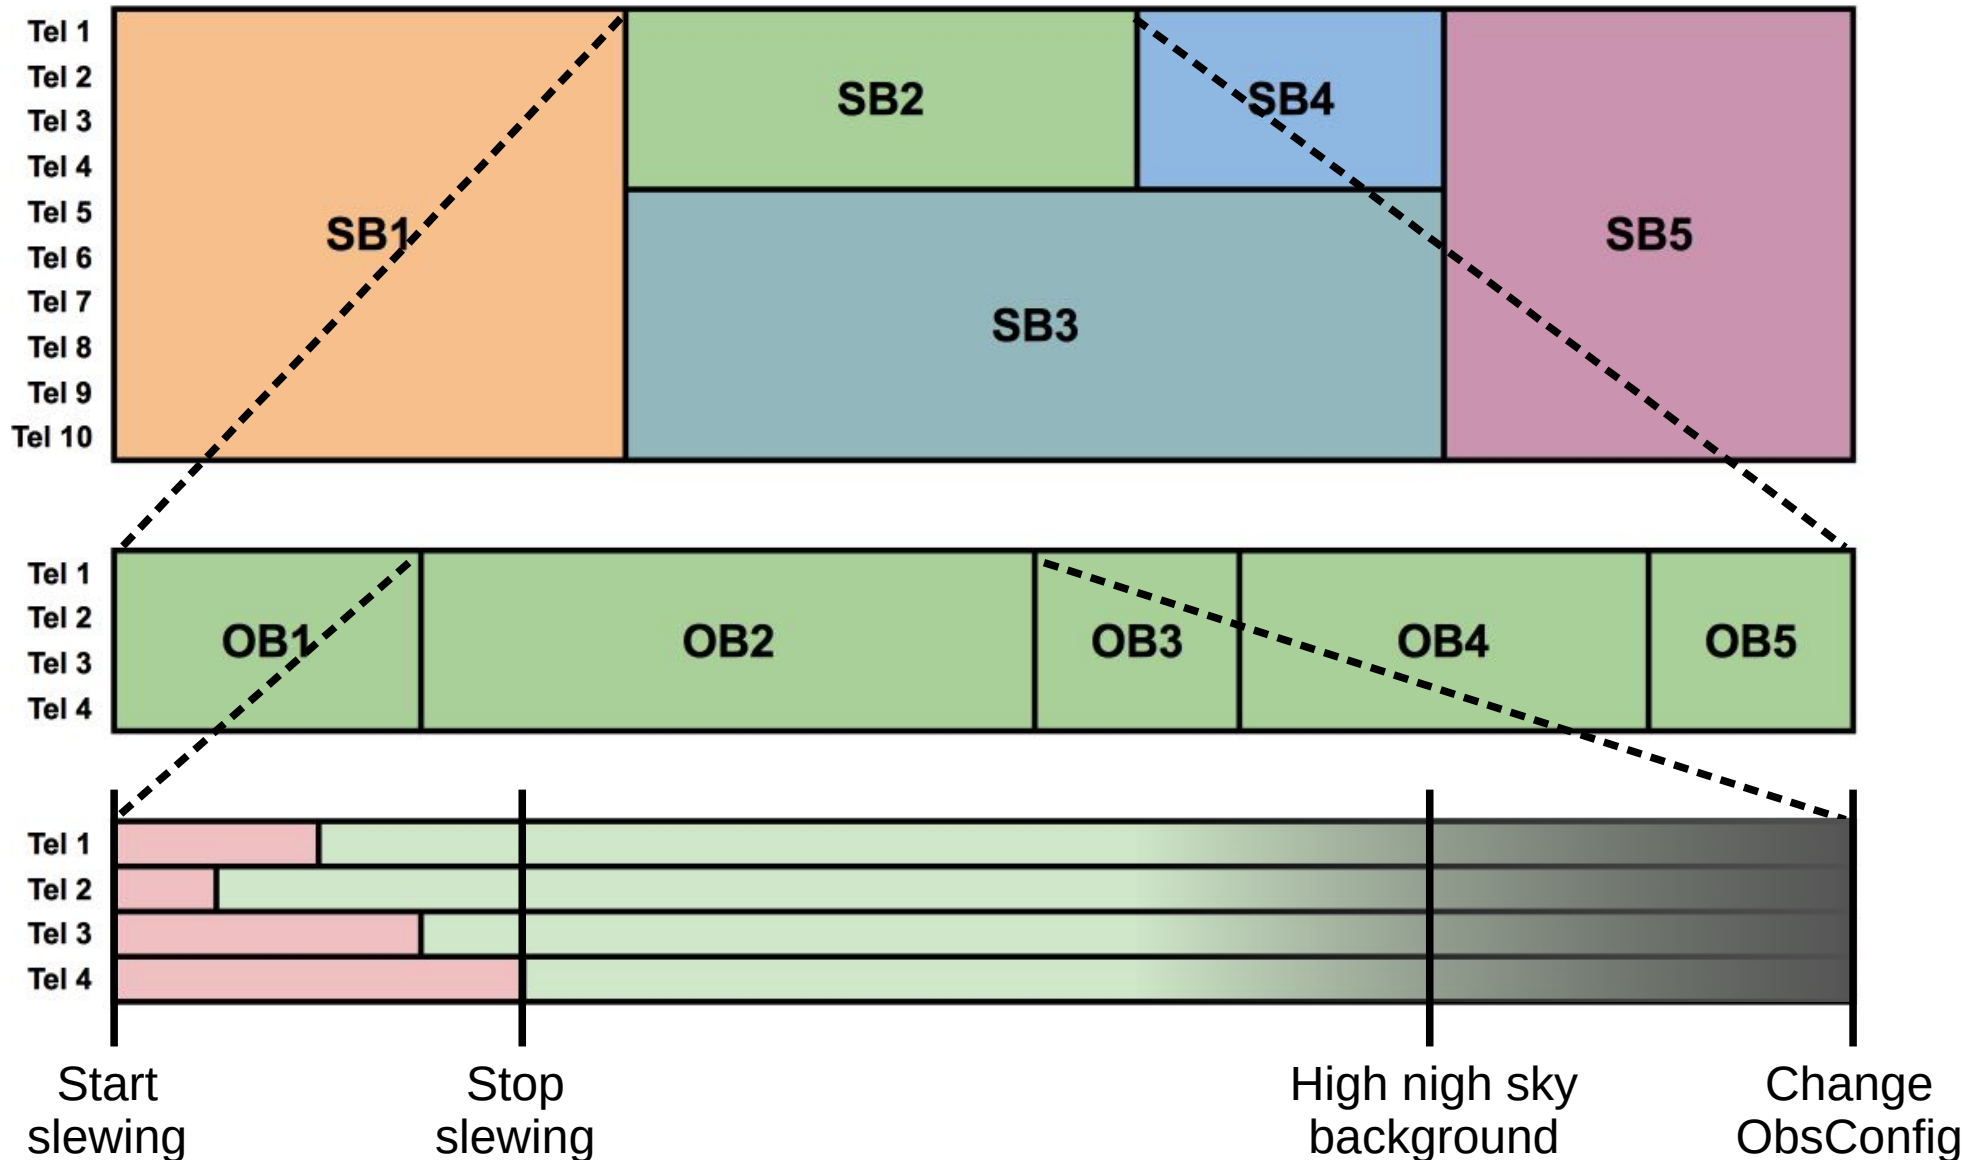 Tel 1
Tel 2
Tel 3
Tel 4
Tel 5
Tel 6
Tel 7
Tel 8
Tel 9
Tel 10
SB1
SB2
SB4
SB3
SB5
Tel 1
Tel 2
Tel 3
Tel 4
OB1
OB2
OB3
OB4
OB5
Tel 1
Tel 2
Tel 3
Tel 4
Start
slewing
Stop
slewing
High nigh sky
background
Change
ObsConfig